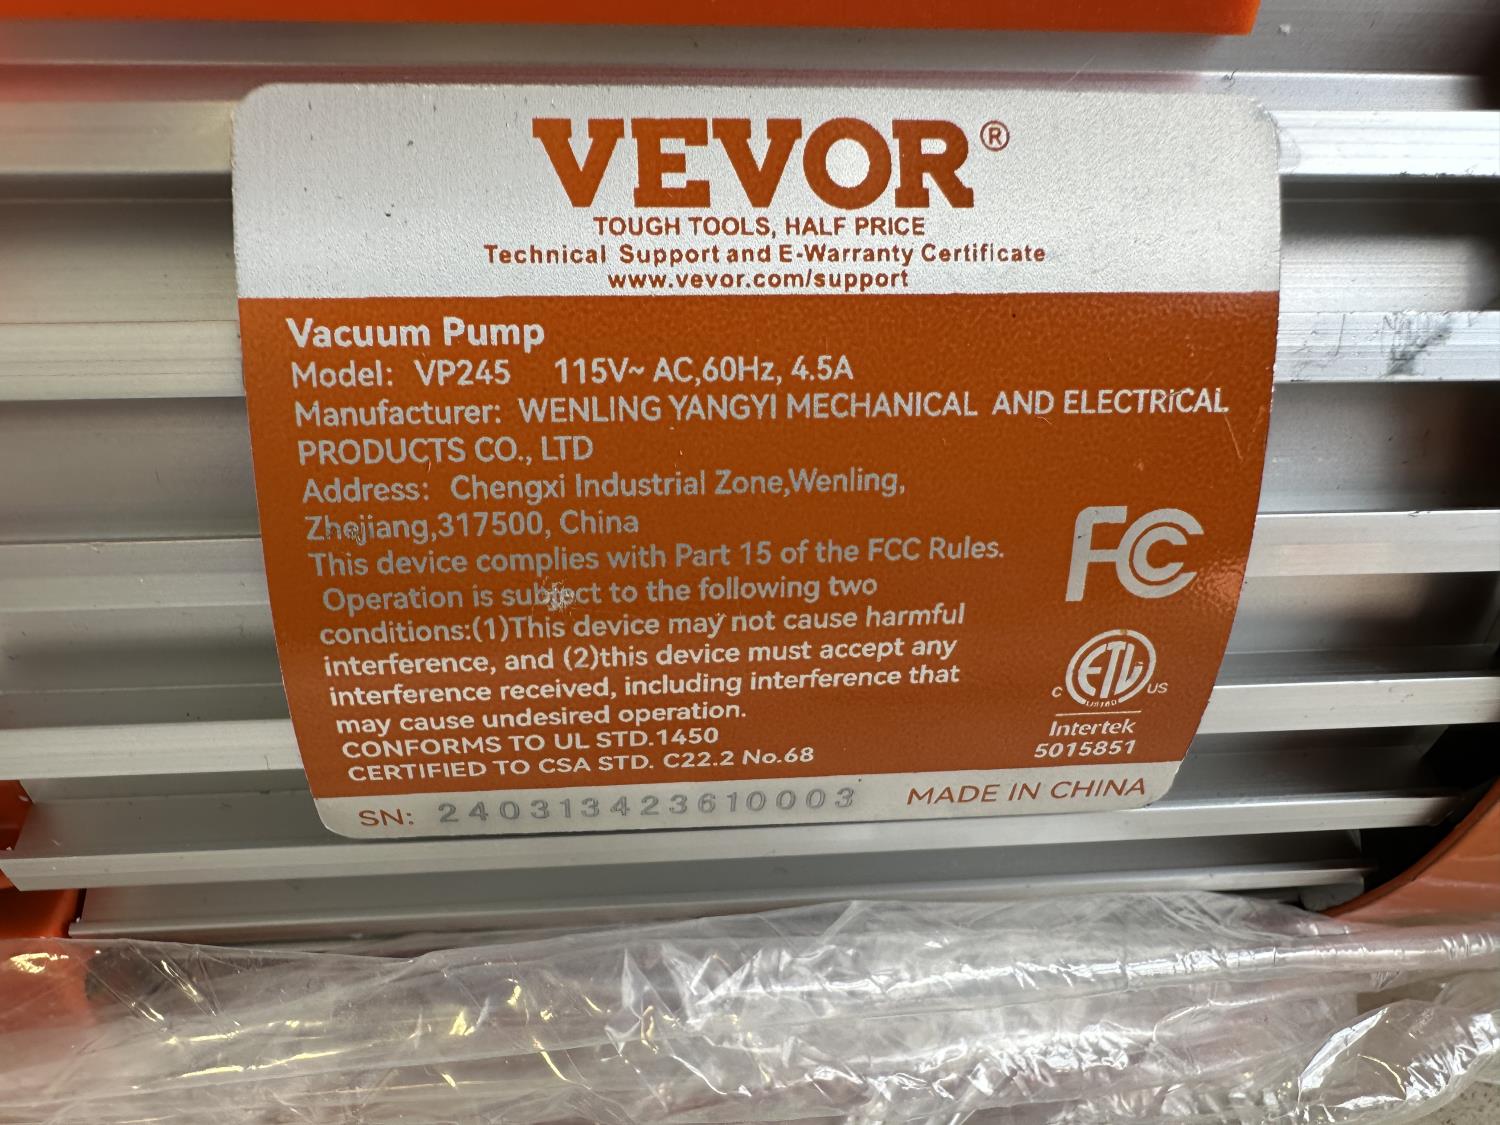 VEVOR®
TOUGH TOOLS, HALF PRICE
Technical Support and E-Warranty Certificate
www.vevor.com/support
Vacuum Pump
Model: VP245 115V~ AC,60Hz, 4.5A
Manufacturer: WENLING YANGYI MECHANICAL AND ELECTRICAL
PRODUCTS CO., LTD
Address: Chengxi Industrial Zone,Wenling,
Zhejiang,317500, China
This device complies with Part 15 of the FCC Rules.
Operation is subject to the following two
conditions:(1)This device may not cause harmful
interference, and (2)this device must accept any
interference received, including interference that
may cause undesired operation.
CONFORMS TO UL STD.1450
CERTIFIED TO CSA STD. C22.2 No.68
FC
C ETL US
LISTED
Intertek
5015851
SN: 240313423610003 MADE IN CHINA